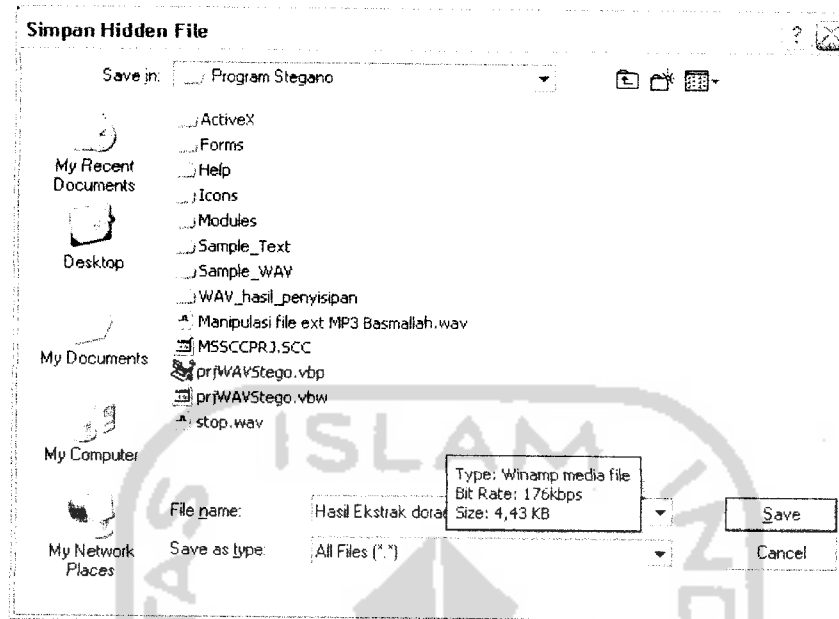 Simpan Hidden File
Save in: Program Stegano
ActiveX
Forms
Help
Icons
Modules
Sample_Text
Sample_WAV
WAV_hasil_penyisipan
Manipulasi file ext MP3 Basmallah.wav
MSSCCPRJ.SCC
prjWAVStego.vbp
prjWAVStego.vbw
stop.wav
My Recent
Documents
Desktop
My Documents
My Computer
My Network
Places
Type: Winamp media file
Bit Rate: 176kbps
Size: 4,43 KB
File name: Hasil Ekstrak
Save
Save as type: All Files (*.*)
Cancel
ISLAM